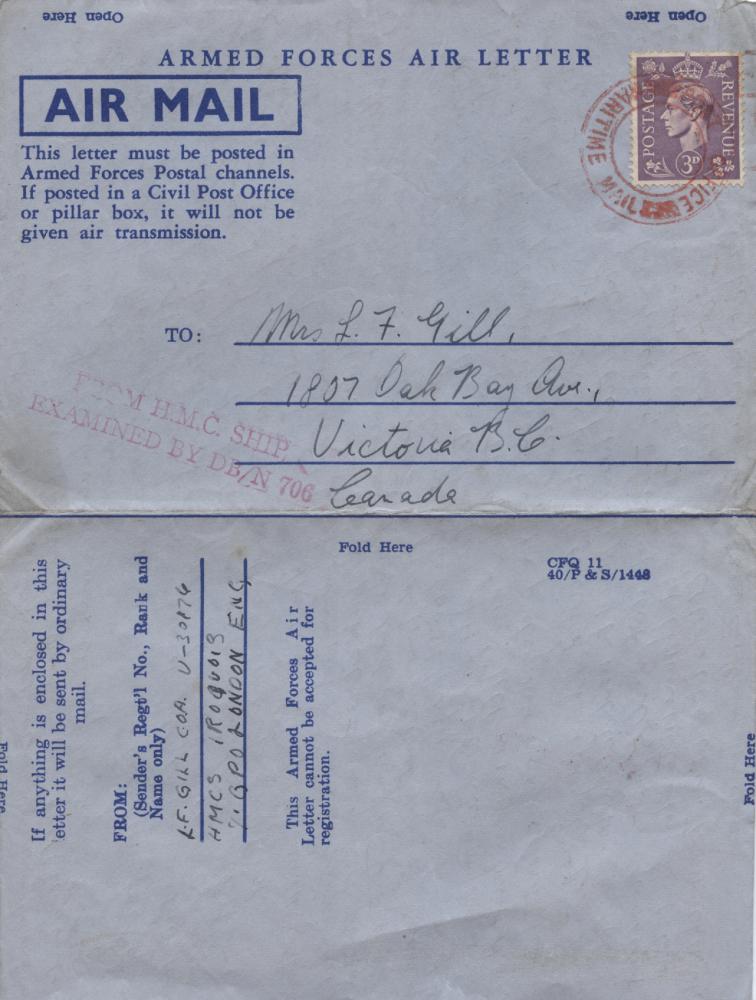 Open Here
Open Here
ARMED FORCES AIR LETTER
AIR MAIL
This letter must be posted in
Armed Forces Postal channels.
If posted in a Civil Post Office
or pillar box, it will not be
given air transmission.
POSTAGE
REVENUE
3D
MARITIME MAIL
TO:
Mrs L. F. Gill,
1807 Oak Bay Ave.,
Victoria B.C.
Canada
FROM H.M.C. SHIP
EXAMINED BY DB/N 706
Fold Here
CFQ 11
40/P & S/1448
If anything is enclosed in this
letter it will be sent by ordinary
mail.
FROM:
(Sender's Regt'l No., Rank and
Name only)
L.F. GILL U-30876
HMCS IROQUOIS
GPO LONDON ENG
This Armed Forces Air
Letter cannot be accepted for
registration.
Fold Here
Fold Here